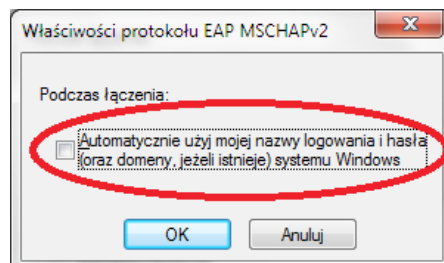 Właściwości protokołu EAP MSCHAPv2
Podczas łączenia:
Automatycznie użyj mojej nazwy logowania i hasła
(oraz domeny, jeżeli istnieje) systemu Windows
OK Anuluj